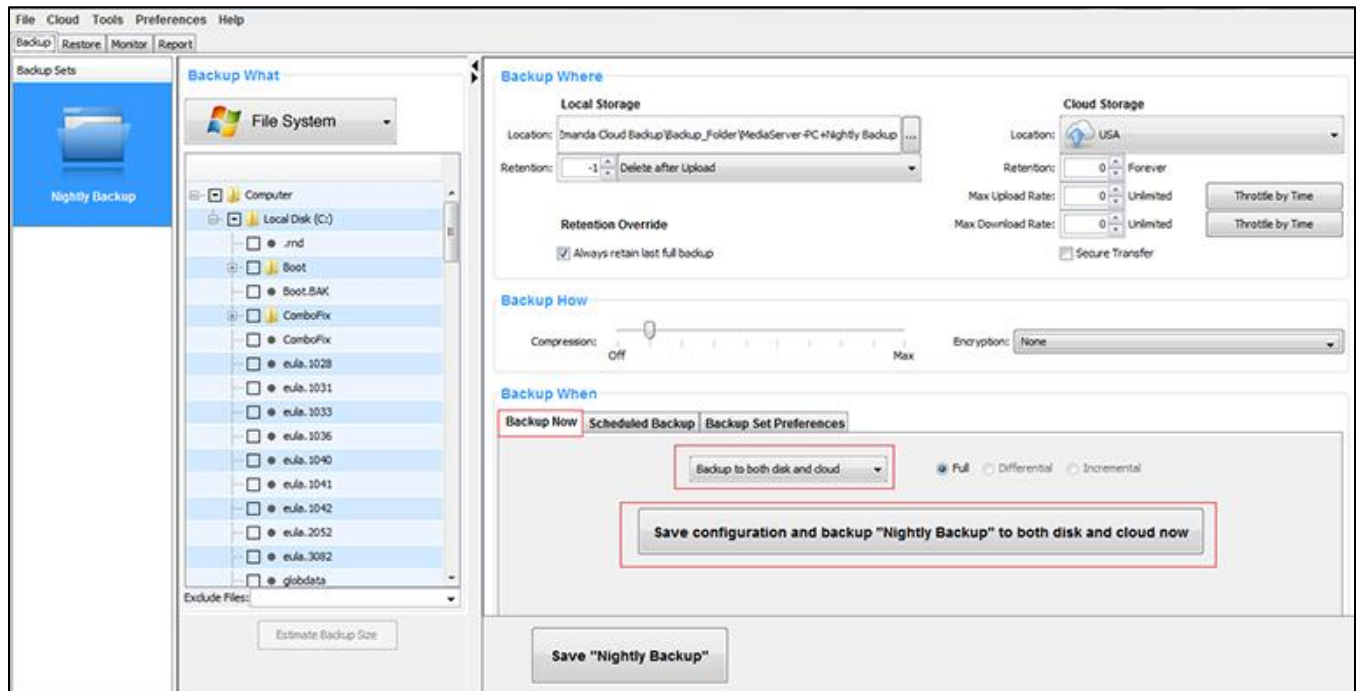 File Cloud Tools Preferences Help
Backup Restore Monitor Report
Backup Sets
Nightly Backup
Backup What
File System
Computer
Local Disk (C:)
.rnd
Boot
Boot.BAK
ComboFix
ComboFix
eula.1028
eula.1031
eula.1033
eula.1036
eula.1040
eula.1041
eula.1042
eula.2052
eula.3082
globdata
Exclude Files:
Estimate Backup Size
Backup Where
Local Storage
Location: Cloud Backup\Backup_Folder\MediaServer-PC+Nightly Backup ...
Retention: -1 Delete after Upload
Retention Override
Always retain last full backup
Cloud Storage
Location: USA
Retention: 0 Forever
Max Upload Rate: 0 Unlimited Throttle by Time
Max Download Rate: 0 Unlimited Throttle by Time
Secure Transfer
Backup How
Compression: Off Max
Encryption: None
Backup When
Backup Now Scheduled Backup Backup Set Preferences
Backup to both disk and cloud Full Differential Incremental
Save configuration and backup "Nightly Backup" to both disk and cloud now
Save "Nightly Backup"